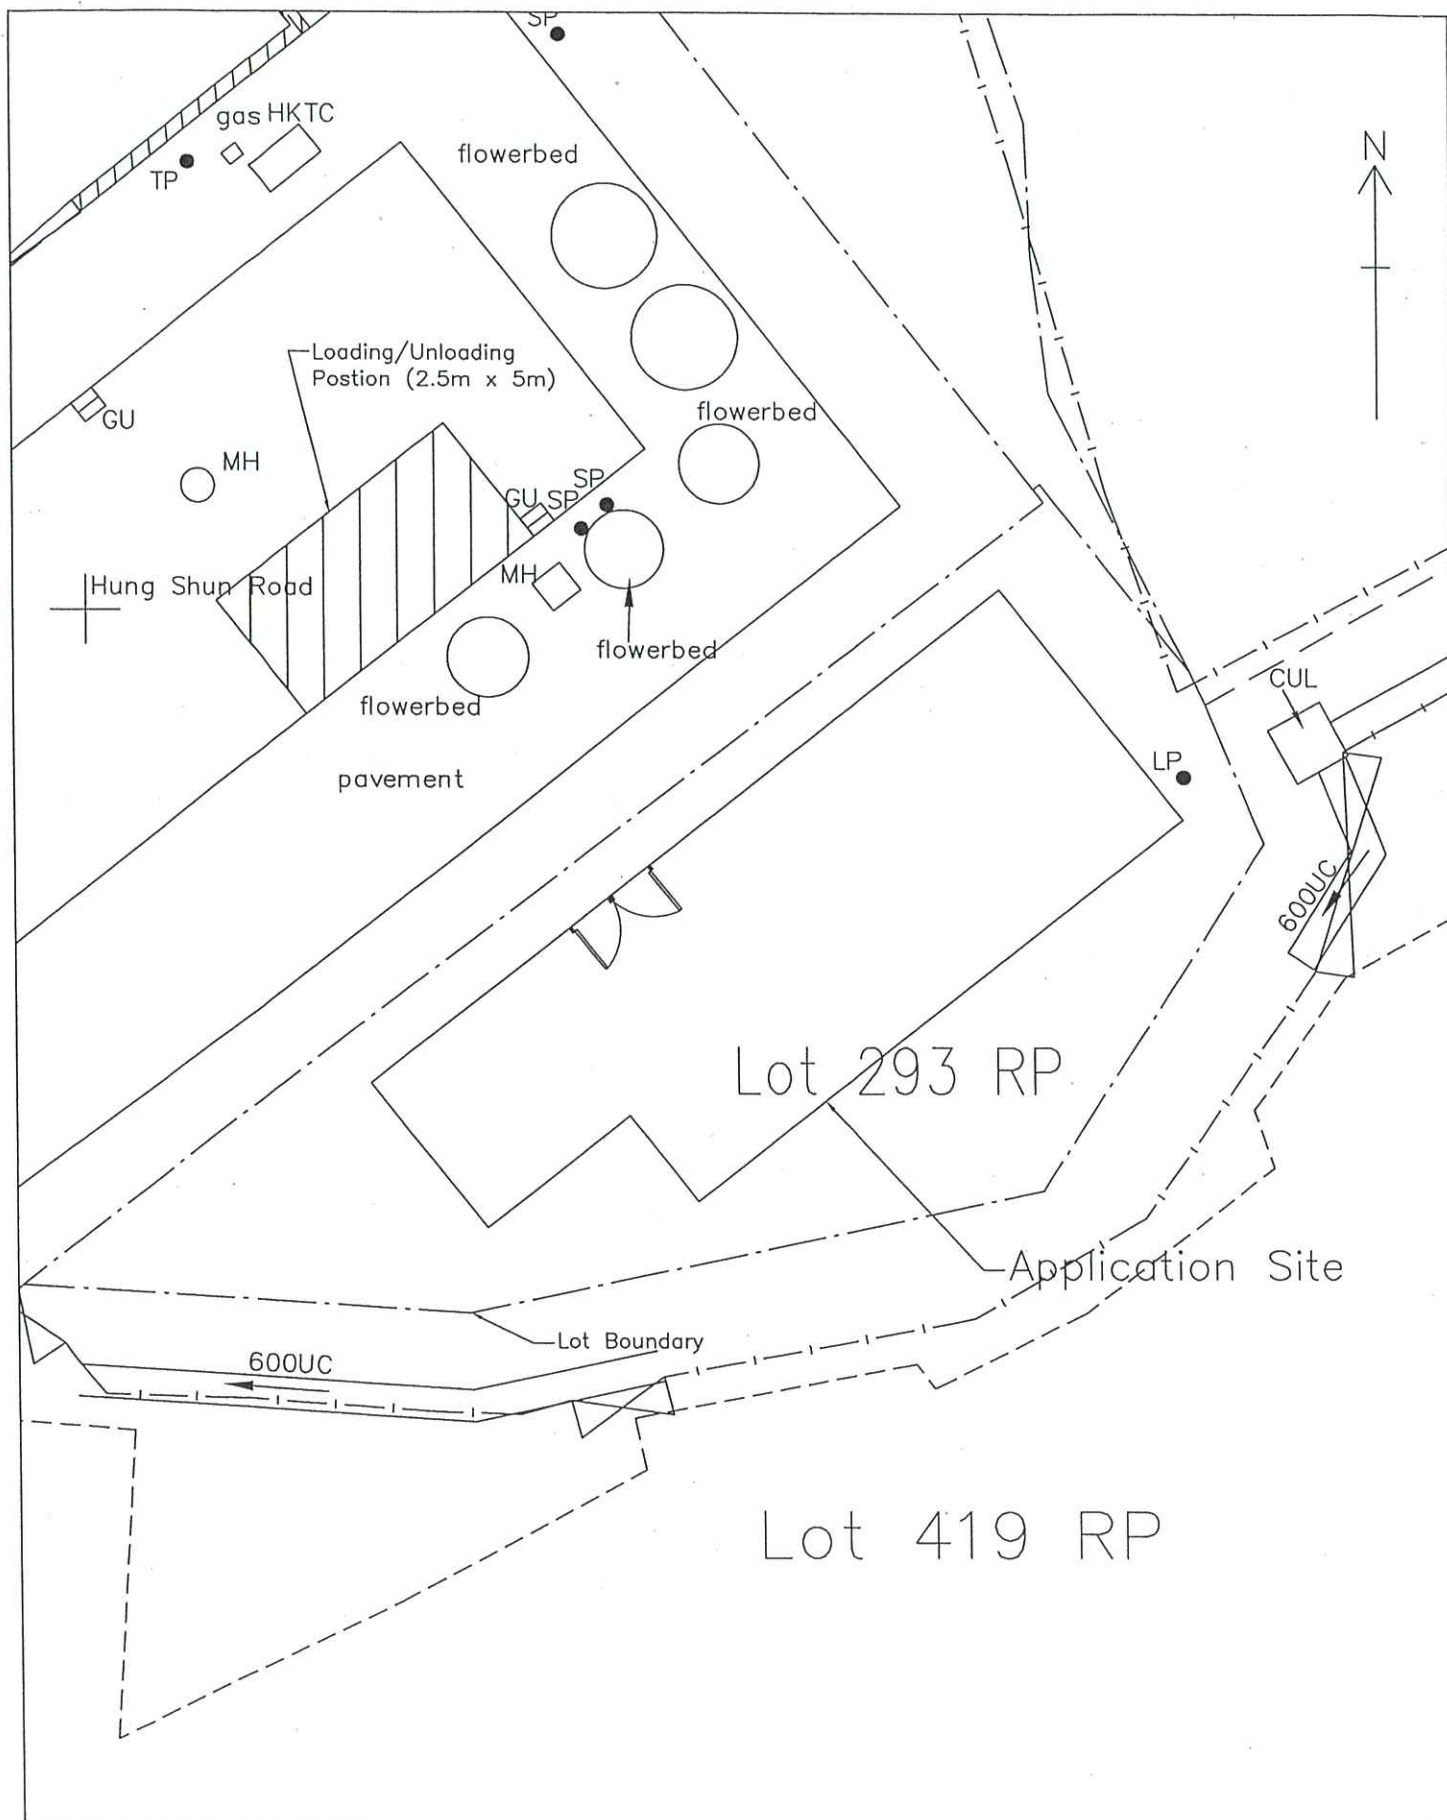 SP
gas HKTC
TP
flowerbed
N
Loading/Unloading
Postion (2.5m x 5m)
GU
flowerbed
MH
SP
GU SP
Hung Shun Road
MH
flowerbed
flowerbed
CUL
pavement
LP
600UC
Lot 293 RP
Application Site
Lot Boundary
600UC
Lot 419 RP